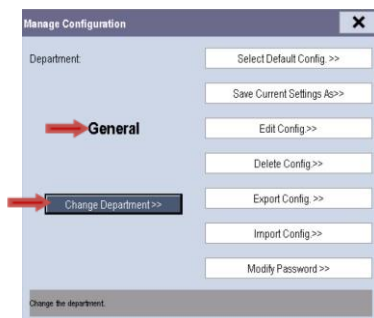 Manage Configuration
Department:
General
Change Department >>
Select Default Config. >>
Save Current Settings As>>
Edit Config.>>
Delete Config.>>
Export Config. >>
Import Config.>>
Modify Password >>
Change the department.